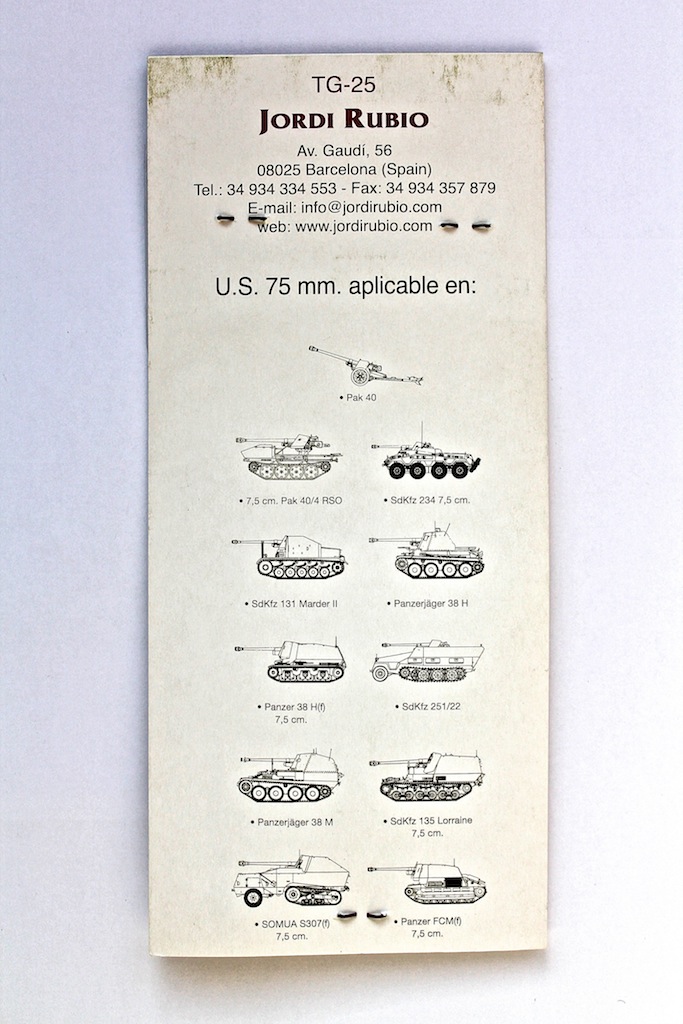 TG-25
JORDI RUBIO
Av. Gaudí, 56
08025 Barcelona (Spain)
Tel.: 34 934 334 553 - Fax: 34 934 357 879
E-mail: info@jordirubio.com
web: www.jordirubio.com
U.S. 75 mm. aplicable en:
• Pak 40
• 7,5 cm. Pak 40/4 RSO
• SdKfz 234 7,5 cm.
• SdKfz 131 Marder II
• Panzerjäger 38 H
• Panzer 38 H(f)
7,5 cm.
• SdKfz 251/22
• Panzerjäger 38 M
• SdKfz 135 Lorraine
7,5 cm.
• SOMUA S307(f)
7,5 cm.
• Panzer FCM(f)
7,5 cm.